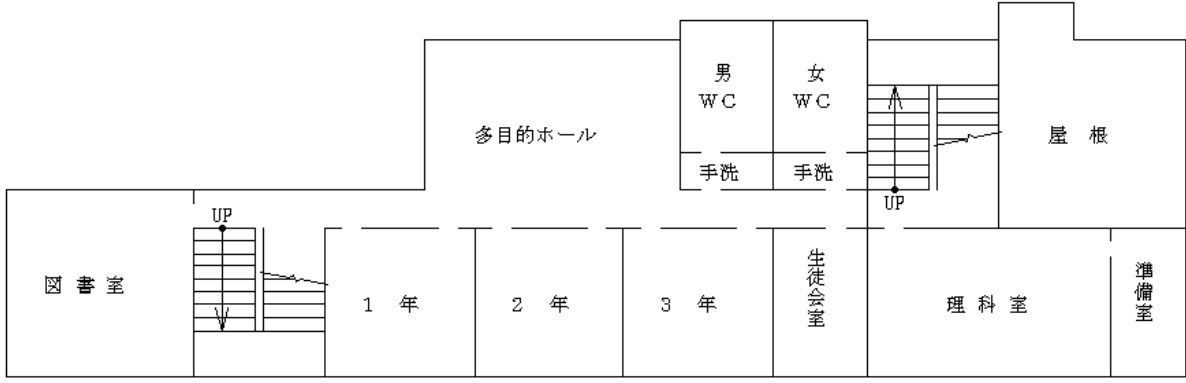 男
WC
女
WC
多目的ホール
屋 根
手洗
手洗
UP
UP
図 書 室
1 年
2 年
3 年
生徒会室
理 科 室
準備室